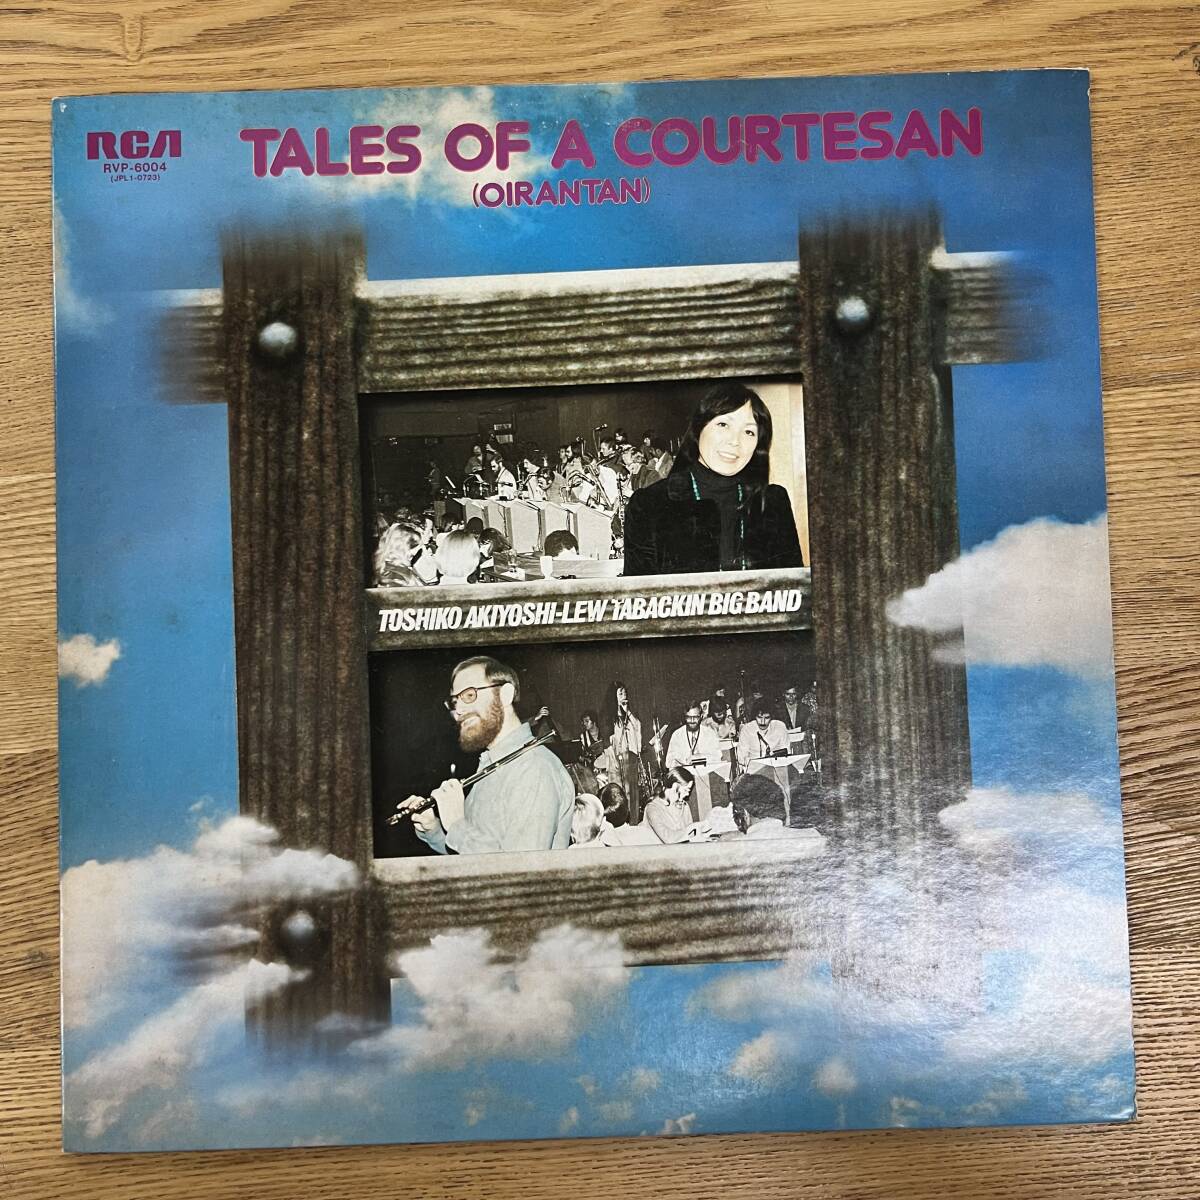 RCA
RVP-6004
(JPL1-0723)
TALES OF A COURTESAN
(OIRANTAN)
TOSHIKO AKIYOSHI-LEW TABACKIN BIG BAND